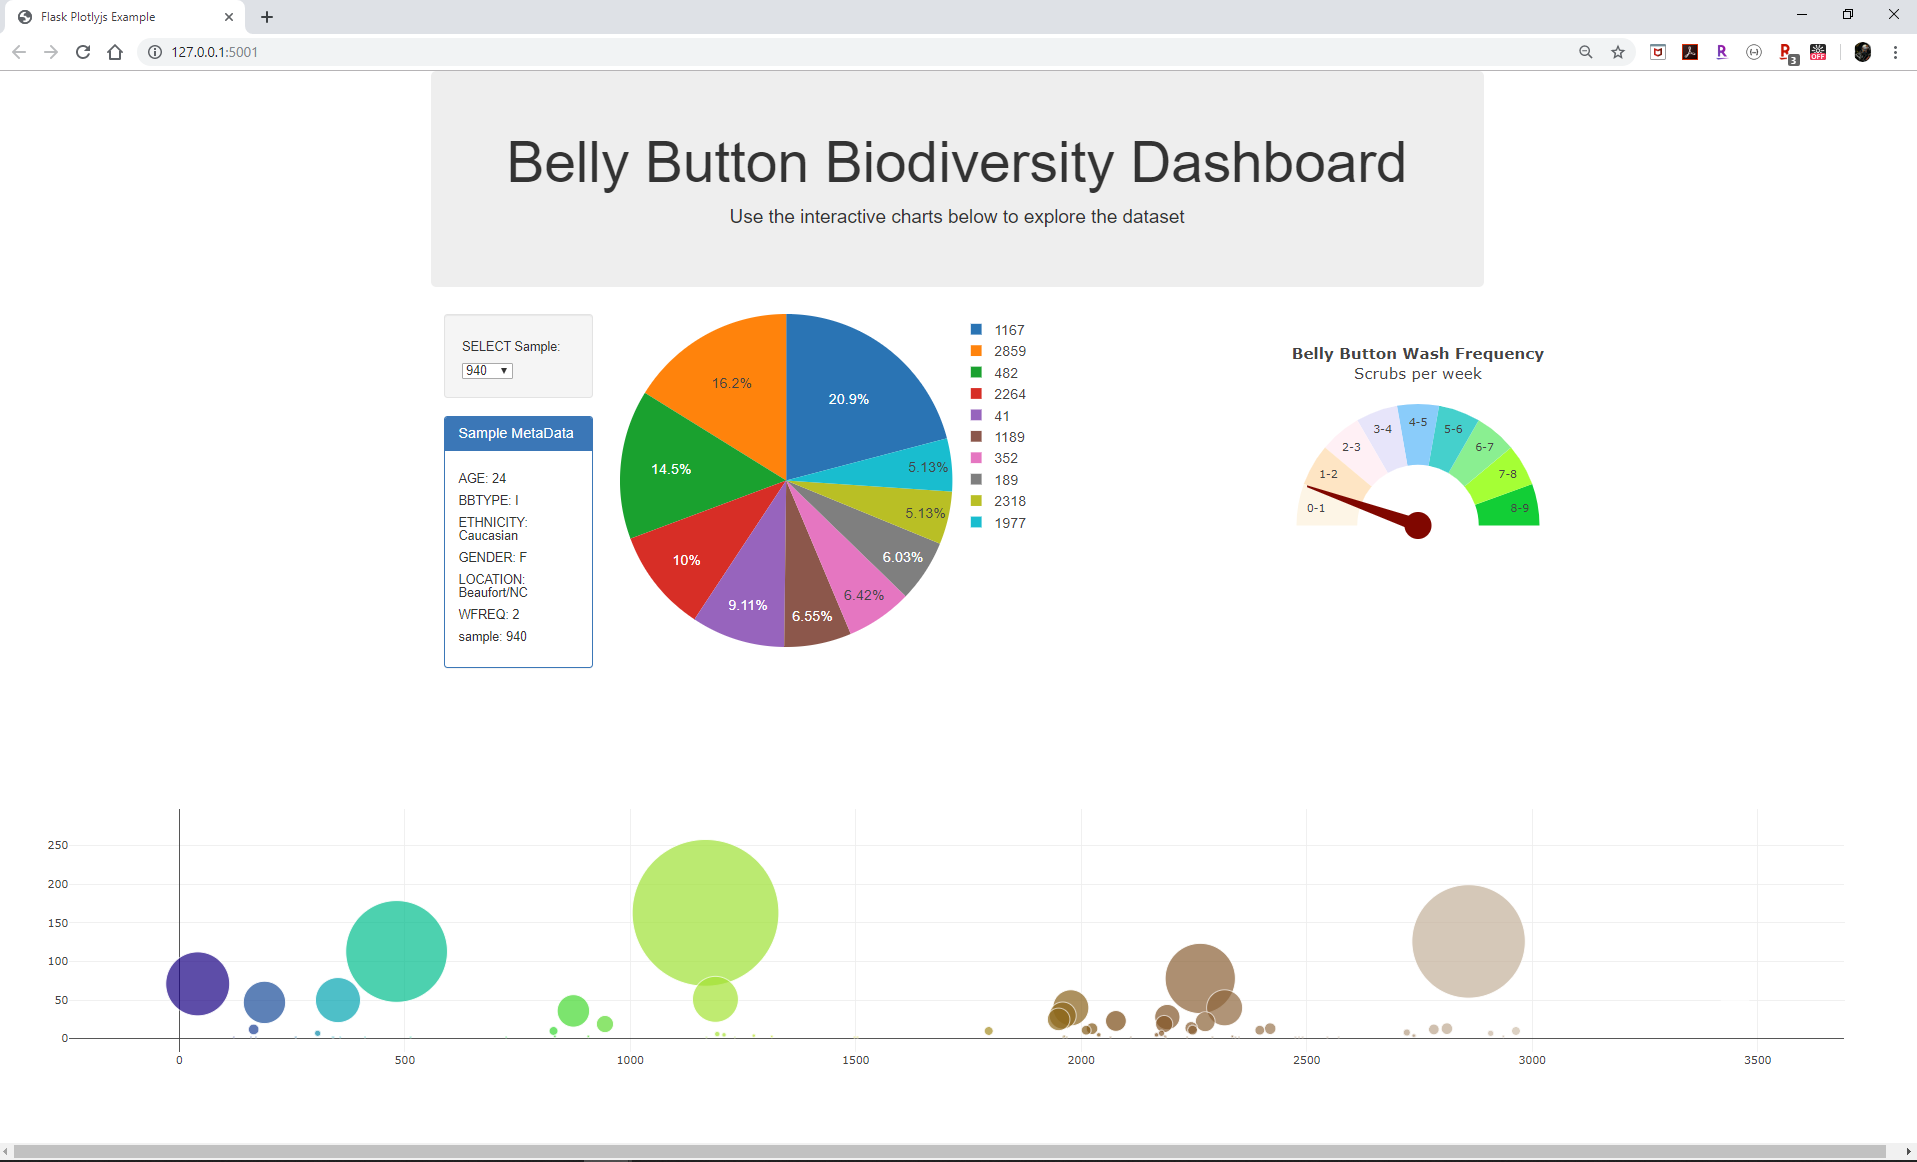 Flask Plotlyjs Example
127.0.0.1:5001
3
OFF
Belly Button Biodiversity Dashboard
Use the interactive charts below to explore the dataset
SELECT Sample:
940
Sample MetaData
AGE: 24
BBTYPE: I
ETHNICITY:
Caucasian
GENDER: F
LOCATION:
Beaufort/NC
WFREQ: 2
sample: 940
16.2%
20.9%
14.5%
5.13%
5.13%
10%
6.03%
9.11%
6.55%
6.42%
1167
2859
482
2264
41
1189
352
189
2318
1977
Belly Button Wash Frequency
Scrubs per week
0-1
1-2
2-3
3-4
4-5
5-6
6-7
7-8
8-9
250
200
150
100
50
0
0
500
1000
1500
2000
2500
3000
3500